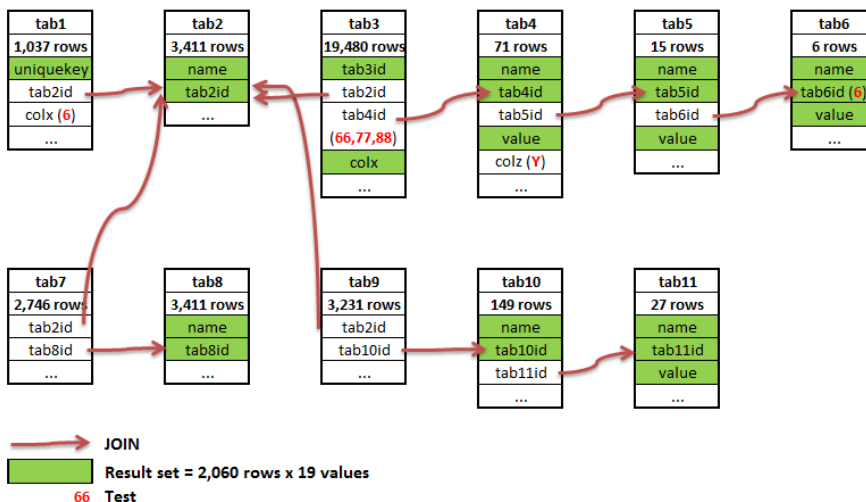 tab1
1,037 rows
uniquekey
tab2id
colx (6)
...
tab2
3,411 rows
name
tab2id
...
tab3
19,480 rows
tab3id
tab2id
tab4id
(66,77,88)
colx
...
tab4
71 rows
name
tab4id
tab5id
value
colz (Y)
...
tab5
15 rows
name
tab5id
tab6id
value
...
tab6
6 rows
name
tab6id (6)
value
...
tab7
2,746 rows
tab2id
tab8id
...
tab8
3,411 rows
name
tab8id
...
tab9
3,231 rows
tab2id
tab10id
...
tab10
149 rows
name
tab10id
tab11id
...
tab11
27 rows
name
tab11id
value
...
JOIN
Result set = 2,060 rows x 19 values
66 Test